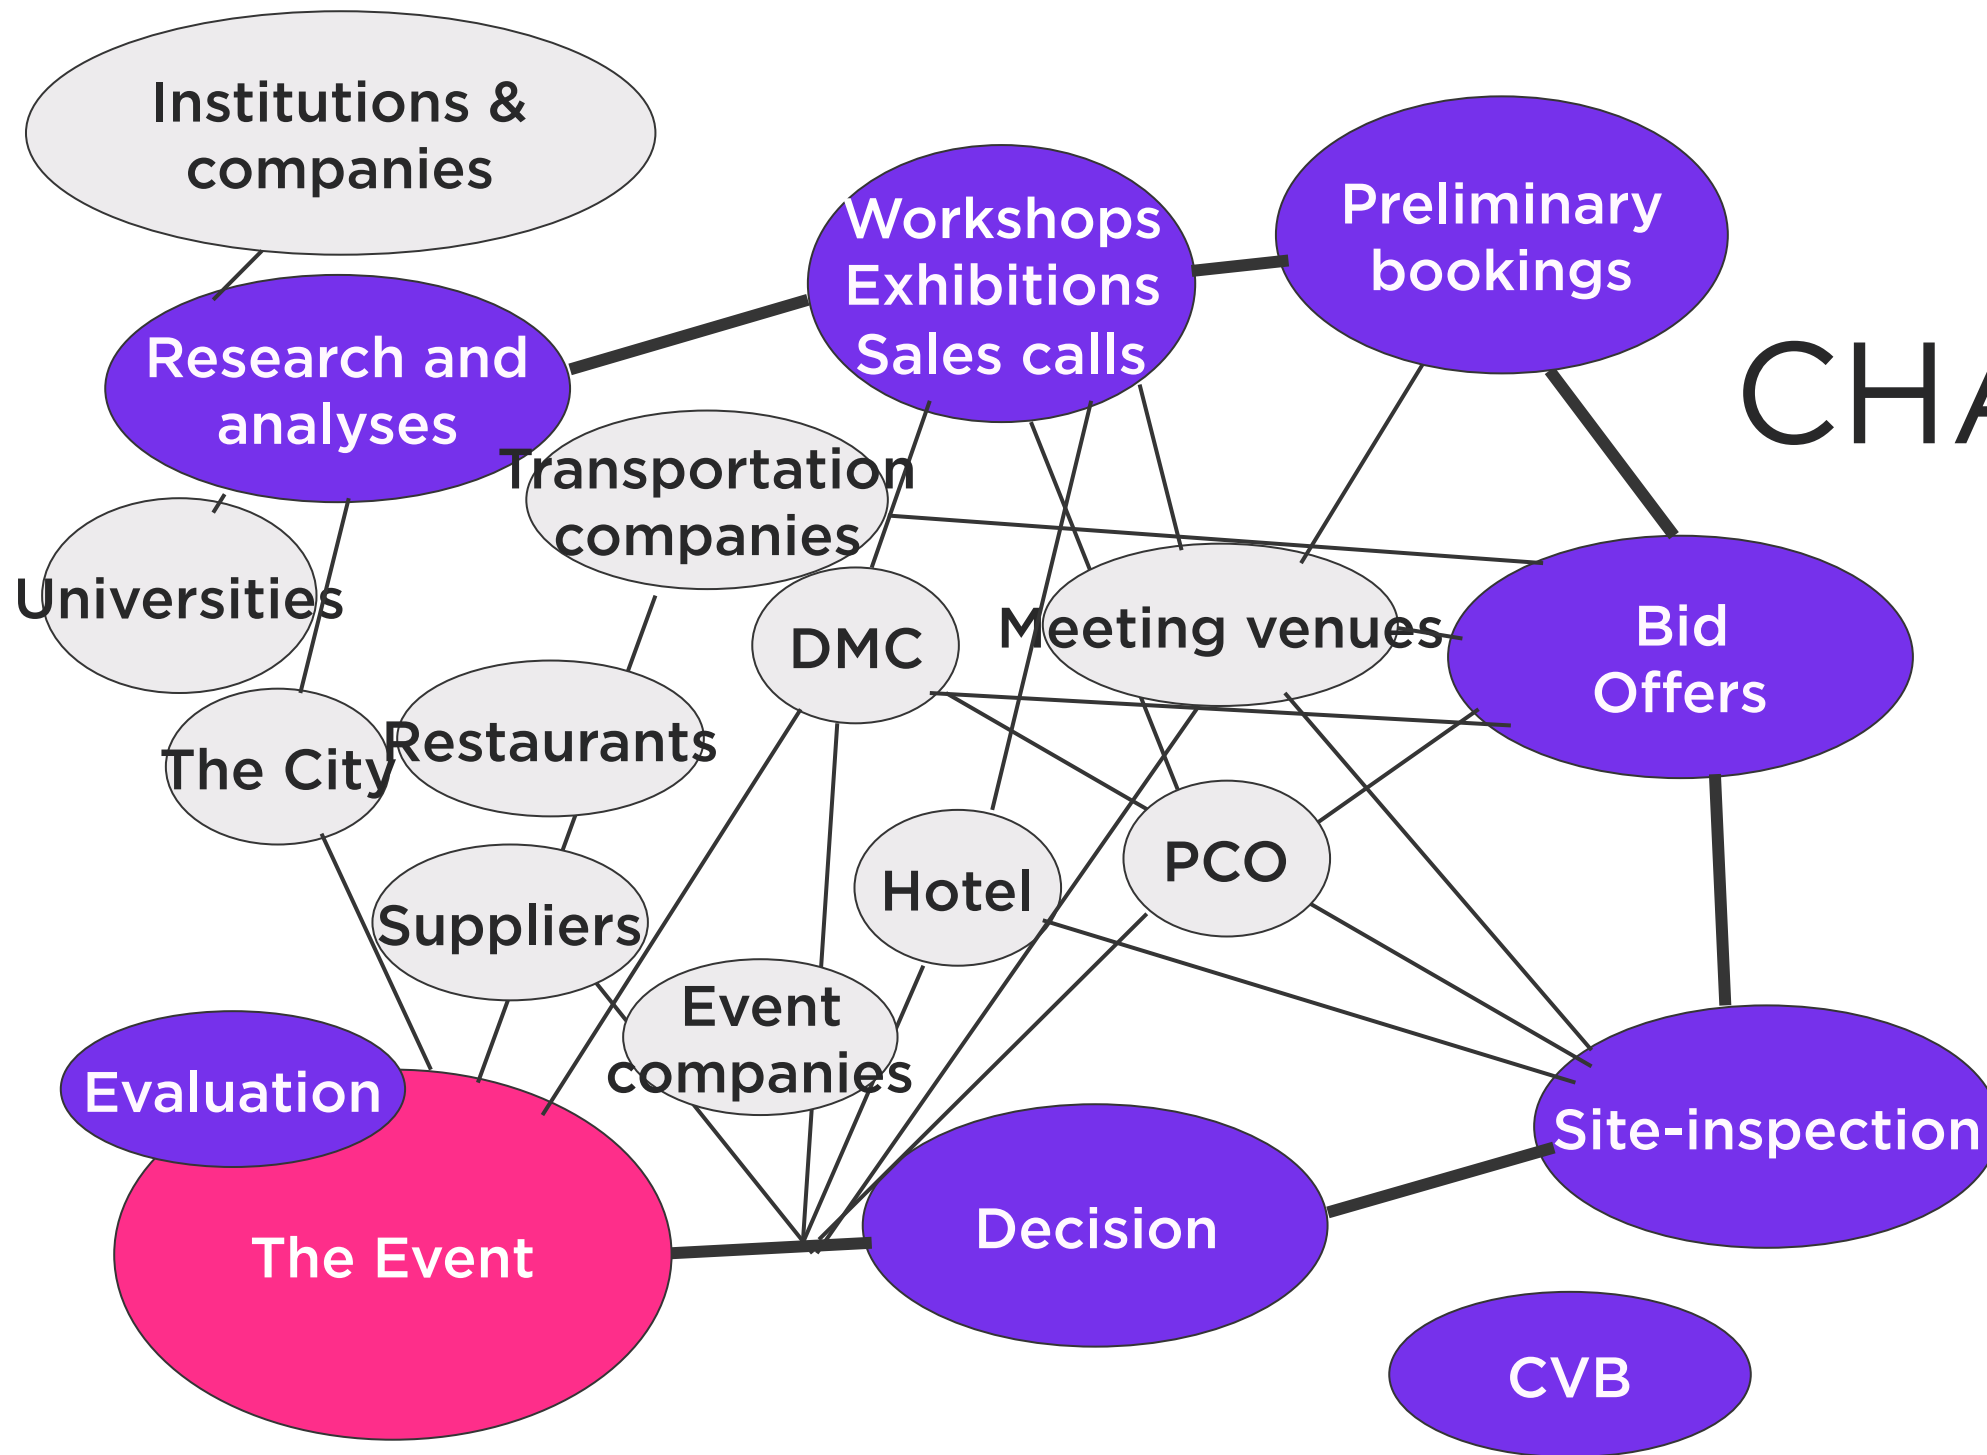 Institutions &
companies
Workshops
Exhibitions
Sales calls
Preliminary
bookings
Research and
analyses
CHA
Transportation
companies
Universities
DMC
Meeting venues
Bid
Offers
The City
Restaurants
Hotel
PCO
Suppliers
Event
companies
Evaluation
Site-inspection
The Event
Decision
CVB